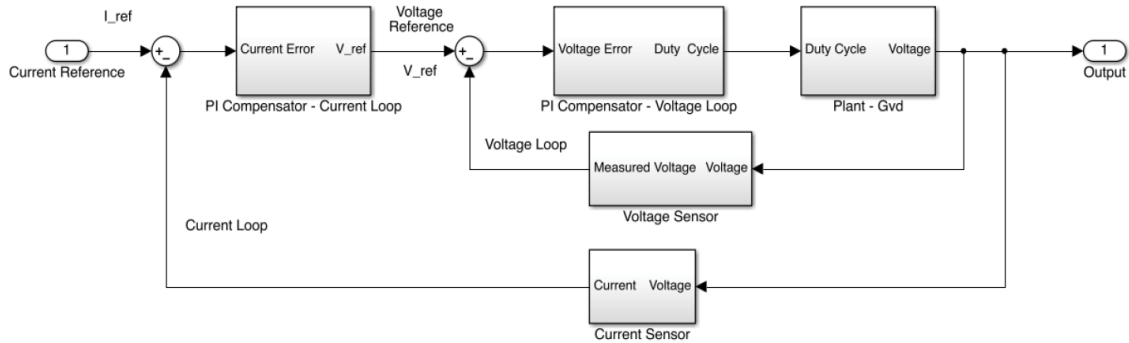 I_ref
Voltage
Reference
1
Current Reference
+
−
Current Error V_ref
PI Compensator - Current Loop
V_ref
+
−
Voltage Error Duty Cycle
PI Compensator - Voltage Loop
Duty Cycle Voltage
Plant - Gvd
1
Output
Voltage Loop
Measured Voltage Voltage
Voltage Sensor
Current Loop
Current Voltage
Current Sensor